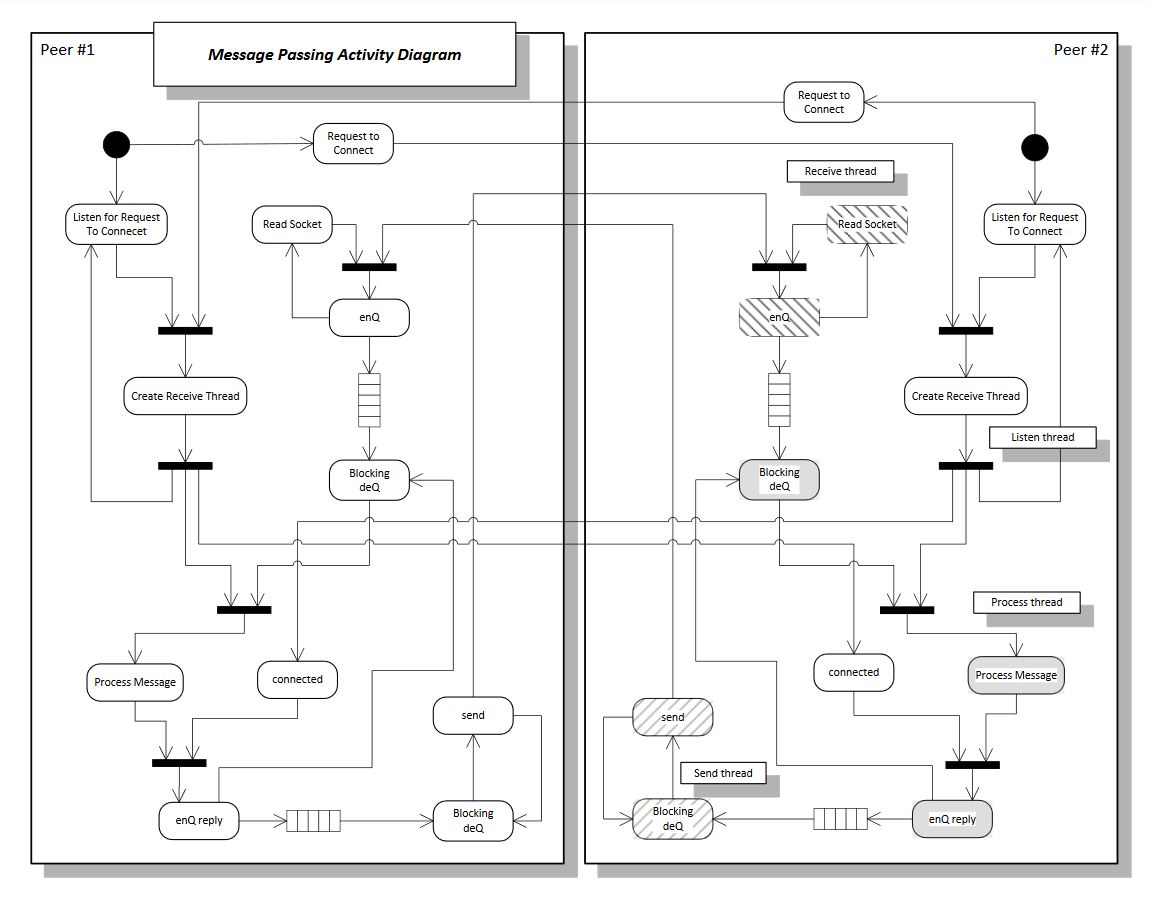 Peer #1
Message Passing Activity Diagram
Peer #2
Request to
Connect
Request to
Connect
Receive thread
Listen for Request
To Connecet
Read Socket
Read Socket
Listen for Request
To Connect
enQ
enQ
Create Receive Thread
Create Receive Thread
Listen thread
Blocking
deQ
Blocking
deQ
Process thread
Process Message
connected
connected
Process Message
send
send
Send thread
enQ reply
Blocking
deQ
Blocking
deQ
enQ reply